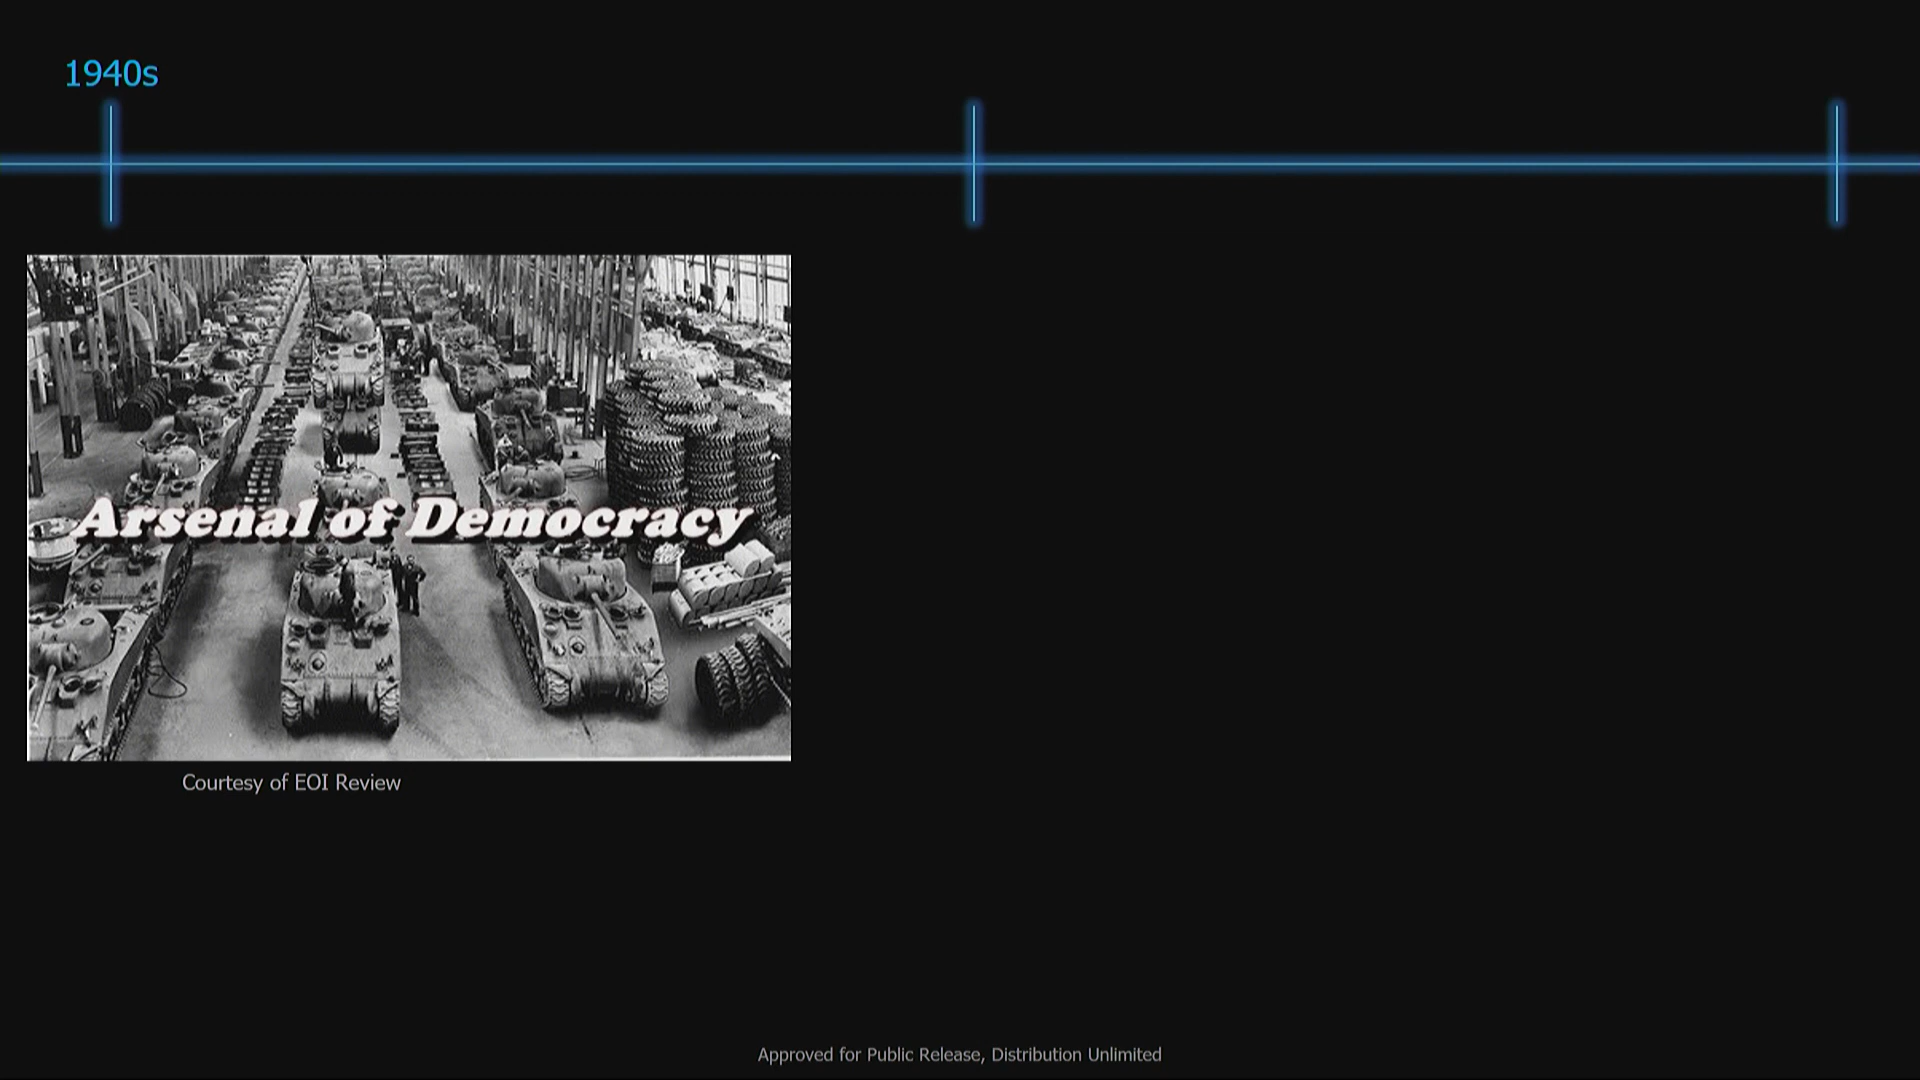 1940s
Arsenal of Democracy
Courtesy of EOI Review
Approved for Public Release, Distribution Unlimited